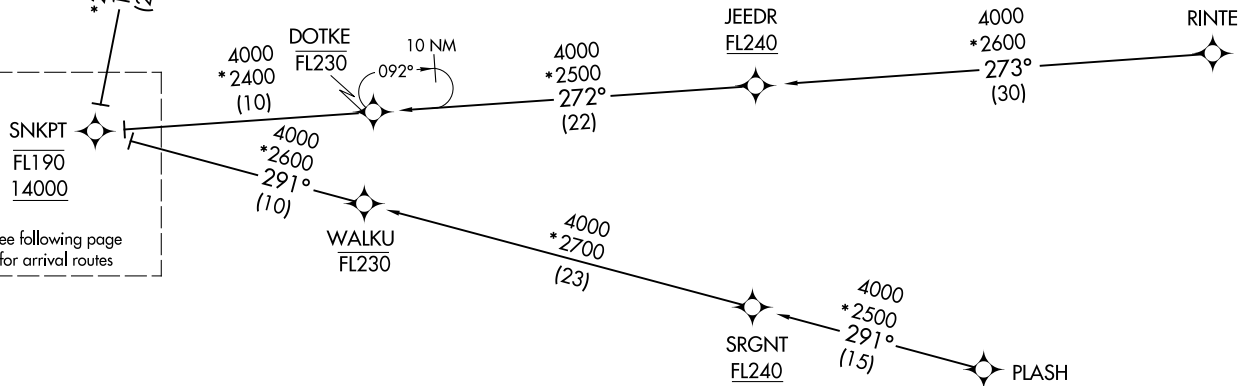 JEEDR
FL240
RINTE
4000
*2600
273°
(30)
DOTKE
FL230
10 NM
092°
4000
*2400
(10)
4000
*2500
272°
(22)
SNKPT
FL190
14000
4000
*2600
291°
(10)
WALKU
FL230
4000
*2700
(23)
ee following page
for arrival routes
4000
*2500
291°
(15)
SRGNT
FL240
PLASH